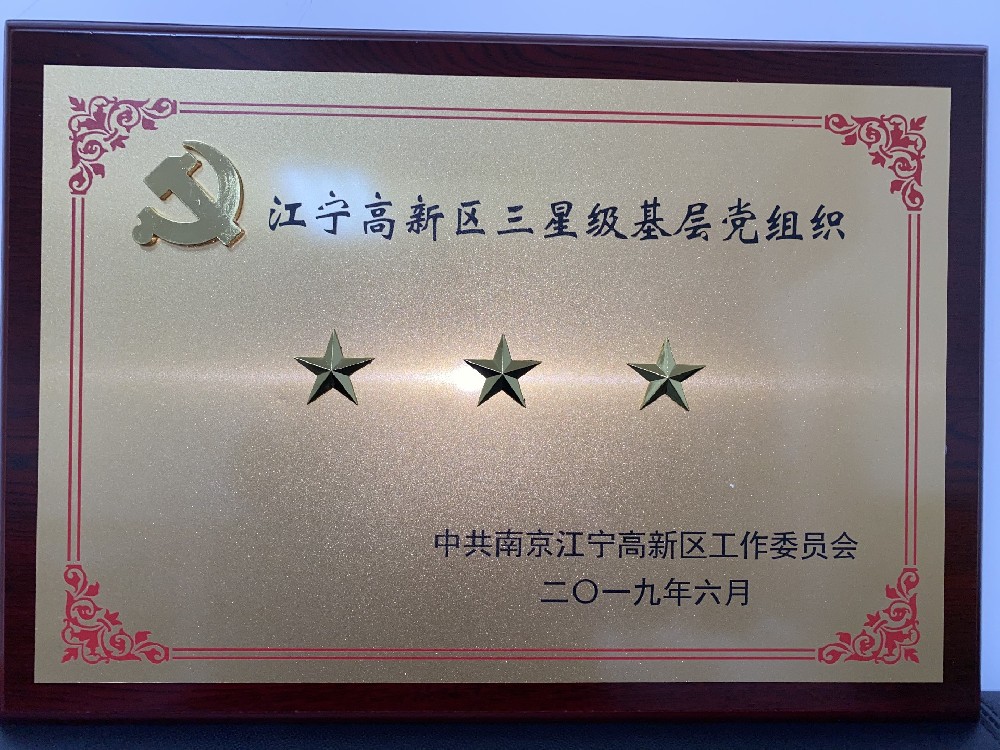 江宁高新区三星级基层党组织
中共南京江宁高新区工作委员会
二〇一九年六月